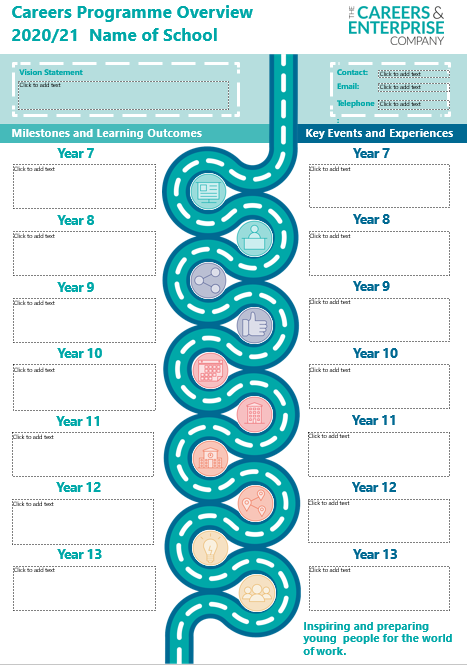 Careers Programme Overview
2020/21 Name of School
THE CAREERS &
ENTERPRISE
COMPANY
Vision Statement
Click to add text
Contact:
Click to add text
Email:
Click to add text
Telephone
:
Click to add text
Milestones and Learning Outcomes
Key Events and Experiences
Year 7
Click to add text
Year 7
Click to add text
Year 8
Click to add text
Year 8
Click to add text
Year 9
Click to add text
Year 9
Click to add text
Year 10
Click to add text
Year 10
Click to add text
Year 11
Click to add text
Year 11
Click to add text
Year 12
Click to add text
Year 12
Click to add text
Year 13
Click to add text
Year 13
Click to add text
Inspiring and preparing
young people for the world
of work.